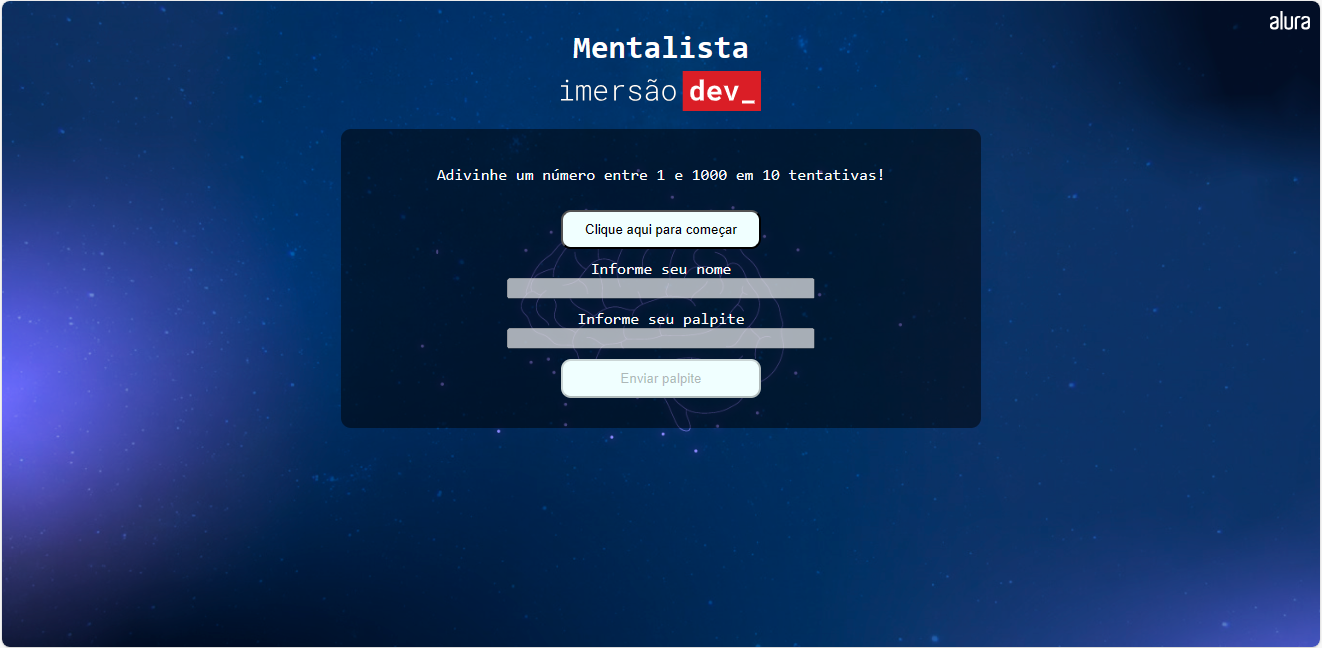 alura
Mentalista
imersão dev_
Adivinhe um número entre 1 e 1000 em 10 tentativas!
Clique aqui para começar
Informe seu nome
Informe seu palpite
Enviar palpite